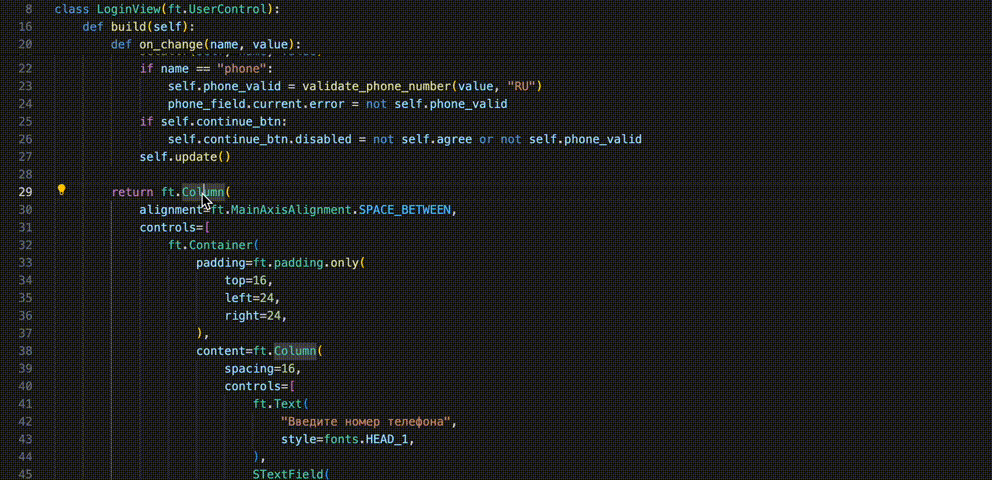 8 class LoginView(ft.UserControl):
16 def build(self):
20 def on_change(name, value):
22 if name == "phone":
23 self.phone_valid = validate_phone_number(value, "RU")
24 phone_field.current.error = not self.phone_valid
25 if self.continue_btn:
26 self.continue_btn.disabled = not self.agree or not self.phone_valid
27 self.update()
28
29 return ft.Column(
30 alignment=ft.MainAxisAlignment.SPACE_BETWEEN,
31 controls=[
32 ft.Container(
33 padding=ft.padding.only(
34 top=16,
35 left=24,
36 right=24,
37 ),
38 content=ft.Column(
39 spacing=16,
40 controls=[
41 ft.Text(
42 "Введите номер телефона",
43 style=fonts.HEAD_1,
44 ),
45 STextField(